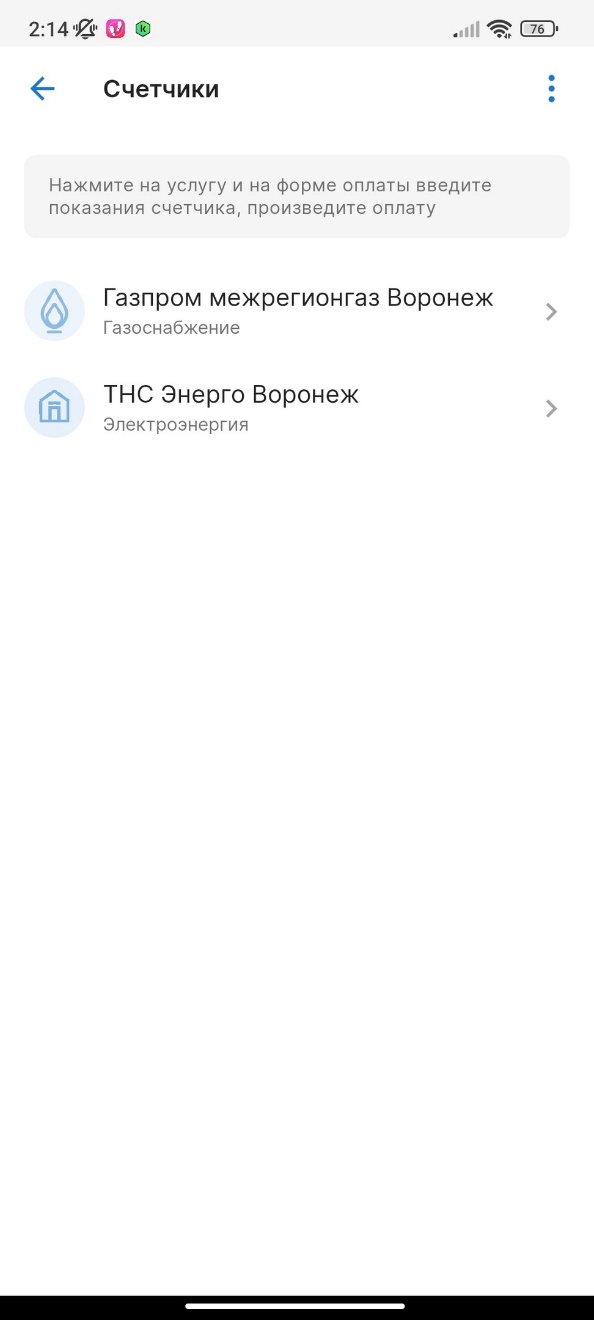 2:14
76
Счетчики
Нажмите на услугу и на форме оплаты введите
показания счетчика, произведите оплату
Газпром межрегионгаз Воронеж
Газоснабжение
ТНС Энерго Воронеж
Электроэнергия